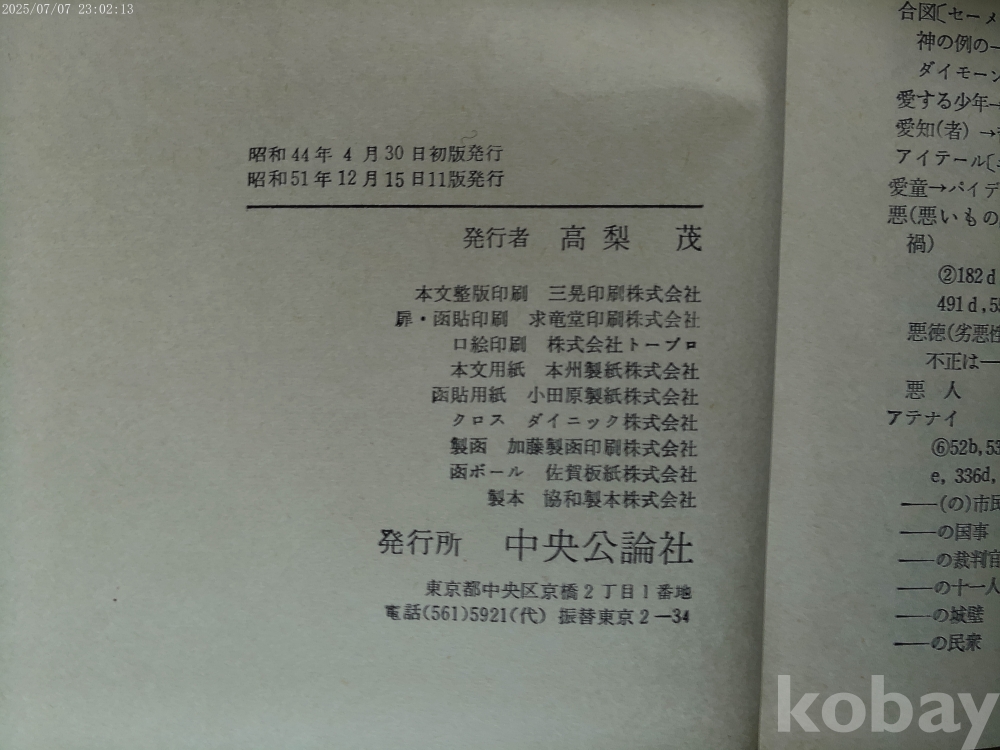 2025/07/07 23:02:13
昭和44年 4 月30日初版発行
昭和51年12月15日11版発行
発行者 高梨 茂
本文整版印刷 三晃印刷株式会社
扉・函貼印刷 求竜堂印刷株式会社
口絵印刷 株式会社トープロ
本文用紙 本州製紙株式会社
函貼用紙 小田原製紙株式会社
クロス ダイニック株式会社
製函 加藤製函印刷株式会社
函ボール 佐賀板紙株式会社
製本 協和製本株式会社
発行所 中央公論社
東京都中央区京橋2丁目1番地
電話(561)5921(代) 振替東京2—34
合図〔セーメ
神の例の—
ダイモーン
愛する少年→
愛知(者) →
アイテール〔
愛童→パイデ
悪(悪いもの
禍)
②182d
491d,
悪徳(劣悪性
不正は—
悪 人
アテナイ
⑥52b,53
e, 336d,
——(の)市民
——の国事
——の裁判官
——の十一人
——の城壁
——の民衆
kobay